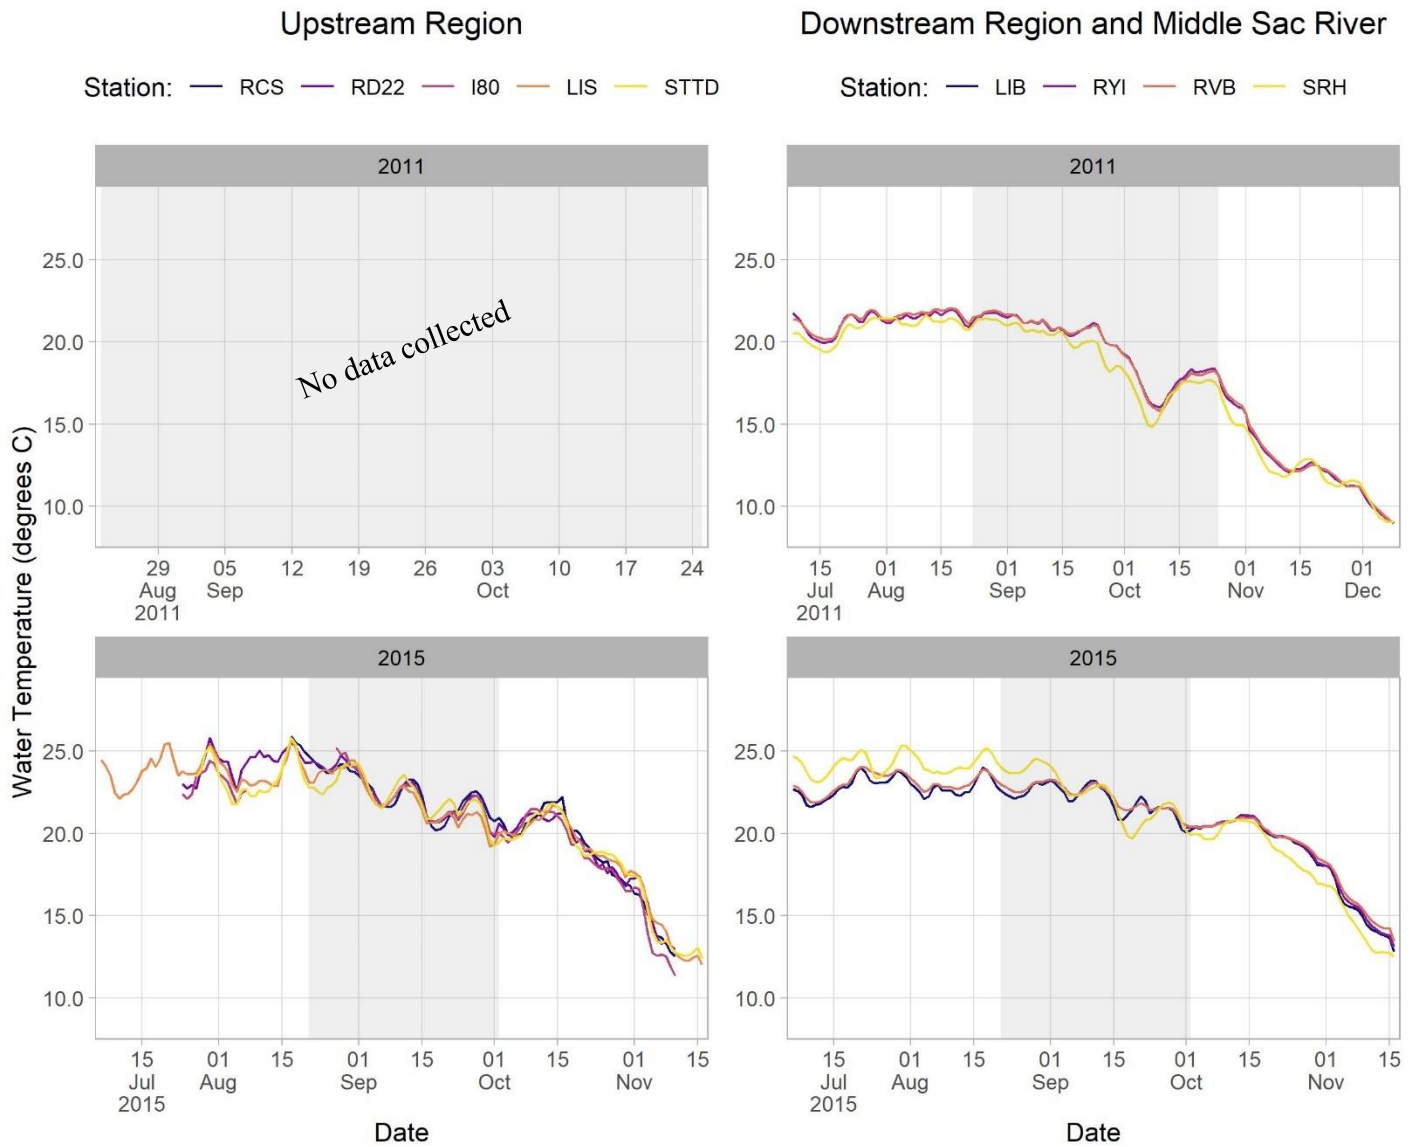 Upstream Region
Downstream Region and Middle Sac River
Station: RCS RD22 I80 LIS STTD
Station: LIB RYI RVB SRH
Water Temperature (degrees C)
2011
25.0
20.0
15.0
10.0
No data collected
29 05 12 19 26 03 10 17 24
Aug Sep Oct
2011
2011
25.0
20.0
15.0
10.0
15 01 15 01 15 01 15 01 15 01
Jul Aug Sep Oct Nov Dec
2011
2015
25.0
20.0
15.0
10.0
15 01 15 01 15 01 15 01 15
Jul Aug Sep Oct Nov
2015
Date
2015
25.0
20.0
15.0
10.0
15 01 15 01 15 01 15 01 15
Jul Aug Sep Oct Nov
2015
Date